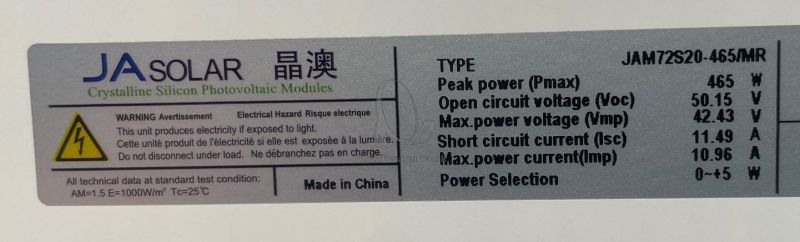 JA SOLAR 晶澳
Crystalline Silicon Photovoltaic Modules
WARNING Avertissement Electrical Hazard Risque electrique
This unit produces electricity if exposed to light.
Cette unité produit de l'électricité si elle est exposée à la lumière.
Do not disconnect under load. Ne débranchez pas en charge.
All technical data at standard test condition:
AM=1.5 E=1000W/m² Tc=25℃
Made in China
TYPE JAM72S20-465/MR
Peak power (Pmax) 465 W
Open circuit voltage (Voc) 50.15 V
Max.power voltage (Vmp) 42.43 V
Short circuit current (Isc) 11.49 A
Max.power current(Imp) 10.96 A
Power Selection 0~+5 W